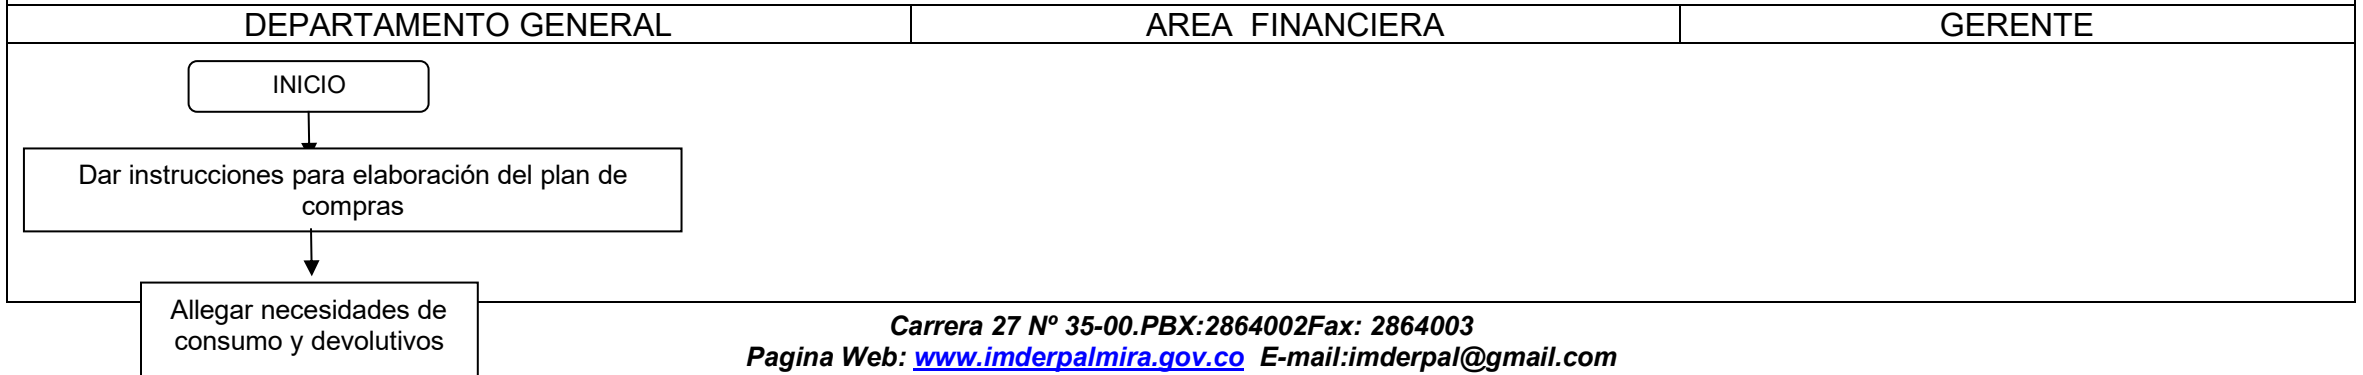 DEPARTAMENTO GENERAL
AREA FINANCIERA
GERENTE
INICIO
Dar instrucciones para elaboración del plan de
compras
Allegar necesidades de
consumo y devolutivos
Carrera 27 Nº 35-00.PBX:2864002Fax: 2864003
Pagina Web: www.imderpalmira.gov.co E-mail:imderpal@gmail.com